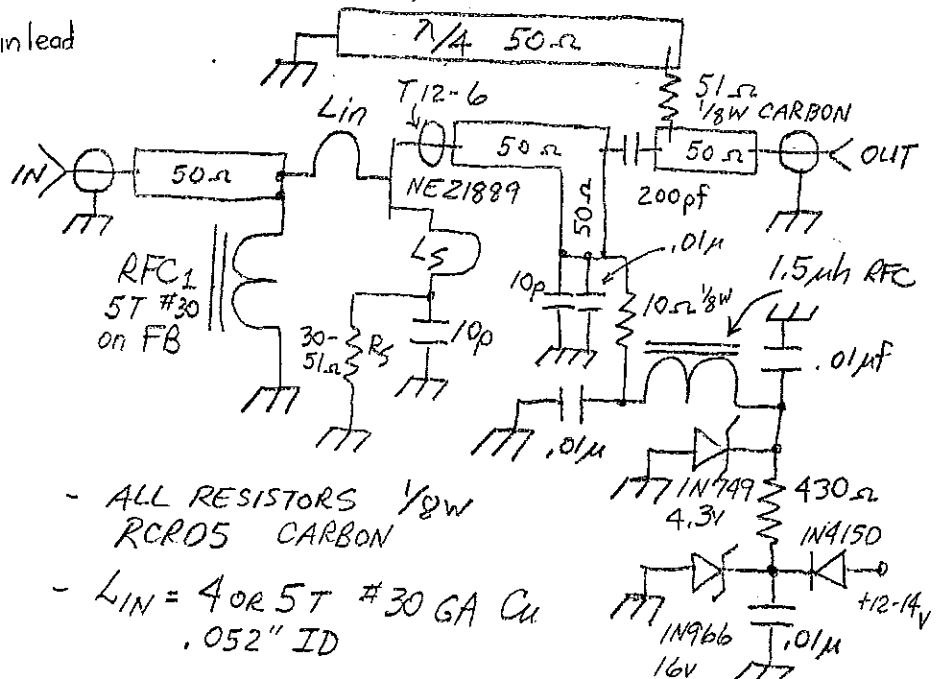 in lead
λ/4 50Ω
T12-6
51Ω
1/8W CARBON
Lin
IN
50Ω
NE21889
50Ω
50Ω
200pf
50Ω
OUT
RFC1
5T #30
on FB
LS
30-
51Ω
RS
10p
10p
.01μ
10Ω 1/8W
1.5μh RFC
.01μf
.01μ
1N749
4.3V
430Ω
1N4150
+12-14V
1N966
16V
.01μ
- ALL RESISTORS 1/8W
RCR05 CARBON
- LIN = 4 OR 5T #30 GA Cu
.052" ID